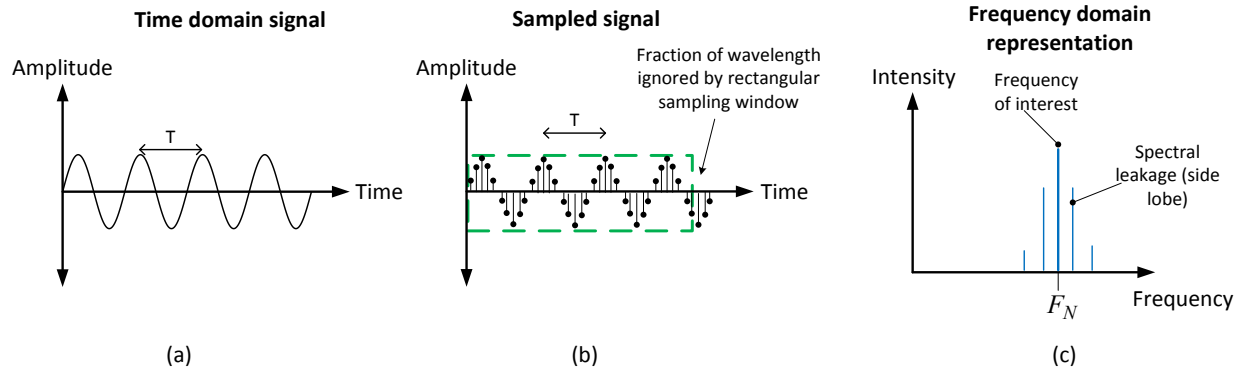 Time domain signal
Amplitude
T
Time
(a)
Sampled signal
Amplitude
Fraction of wavelength
ignored by rectangular
sampling window
T
Time
(b)
Frequency domain
representation
Intensity
Frequency
of interest
Spectral
leakage (side
lobe)
F_N
Frequency
(c)